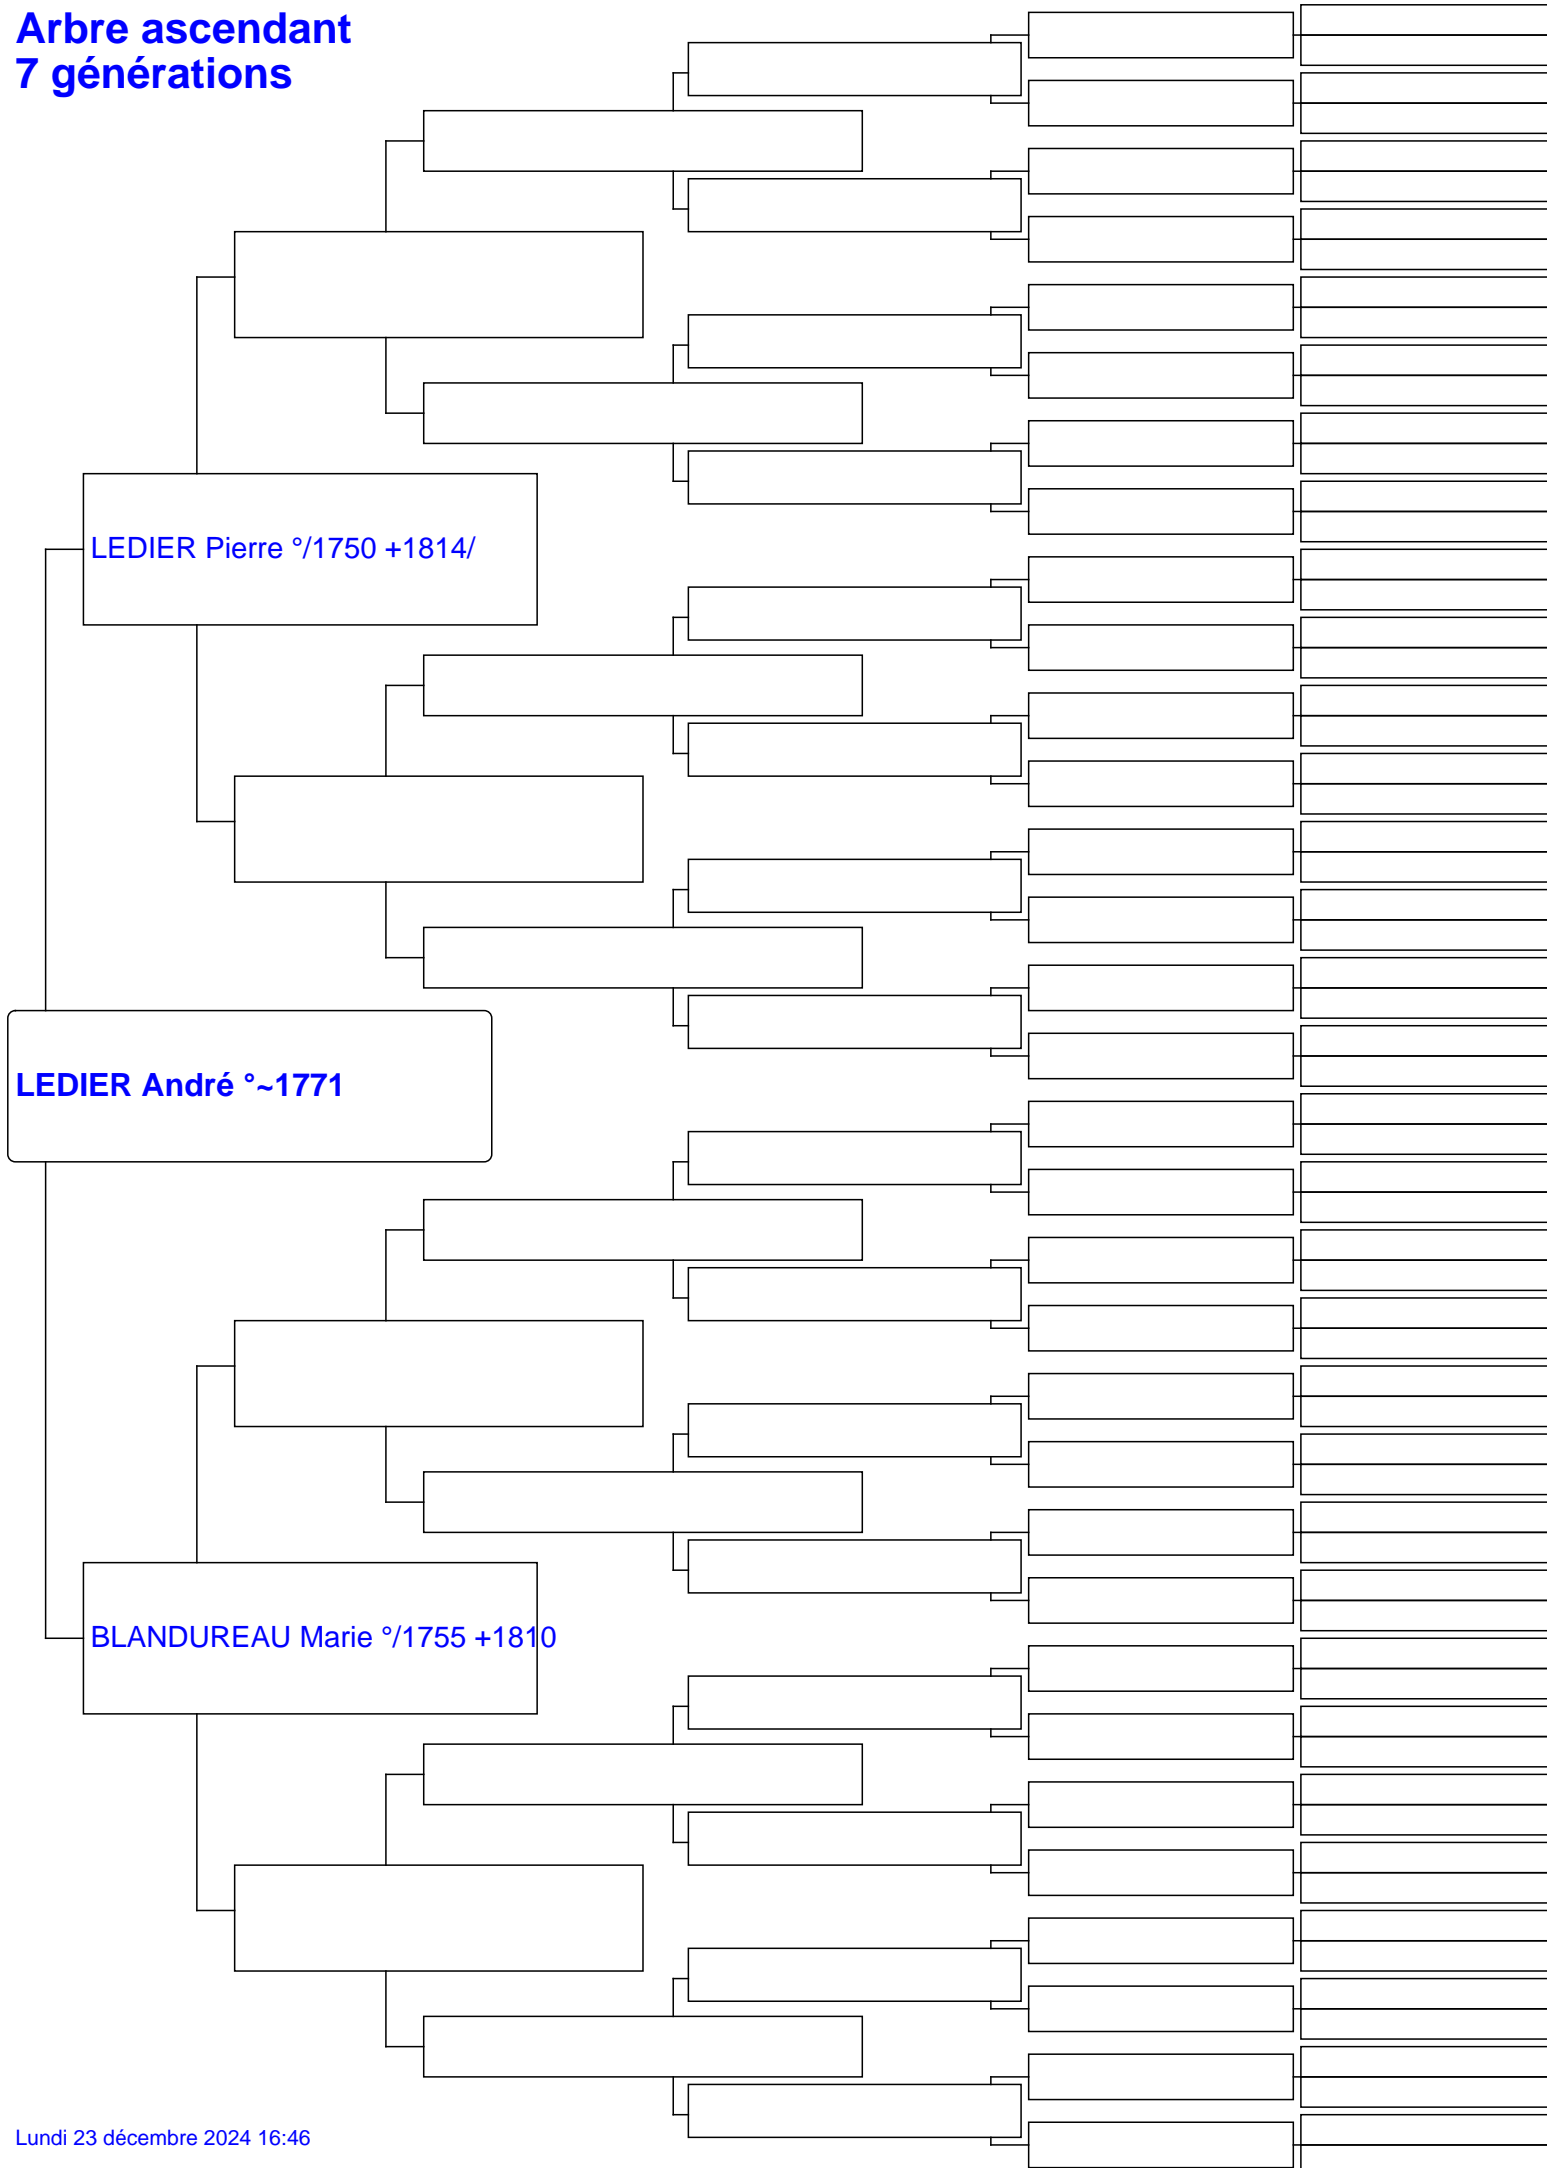 Arbre ascendant
7 générations
LEDIER Pierre °/1750 +1814/
LEDIER André °~1771
BLANDUREAU Marie °/1755 +1810
Lundi 23 décembre 2024 16:46